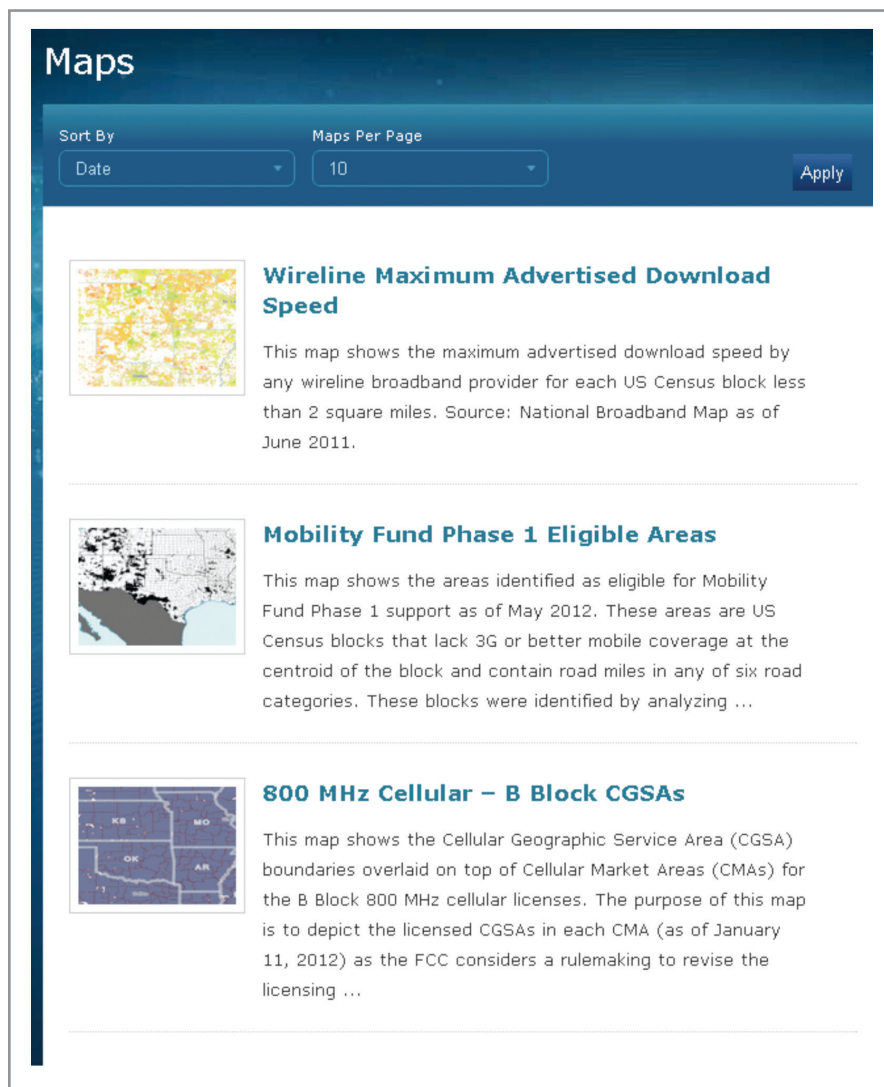 Maps
Sort By
Maps Per Page
Date
10
Apply
Wireline Maximum Advertised Download
Speed
This map shows the maximum advertised download speed by
any wireline broadband provider for each US Census block less
than 2 square miles. Source: National Broadband Map as of
June 2011.
Mobility Fund Phase 1 Eligible Areas
This map shows the areas identified as eligible for Mobility
Fund Phase 1 support as of May 2012. These areas are US
Census blocks that lack 3G or better mobile coverage at the
centroid of the block and contain road miles in any of six road
categories. These blocks were identified by analyzing ...
800 MHz Cellular – B Block CGSAs
KS
MO
OK
AR
This map shows the Cellular Geographic Service Area (CGSA)
boundaries overlaid on top of Cellular Market Areas (CMAs) for
the B Block 800 MHz cellular licenses. The purpose of this map
is to depict the licensed CGSAs in each CMA (as of January
11, 2012) as the FCC considers a rulemaking to revise the
licensing ...